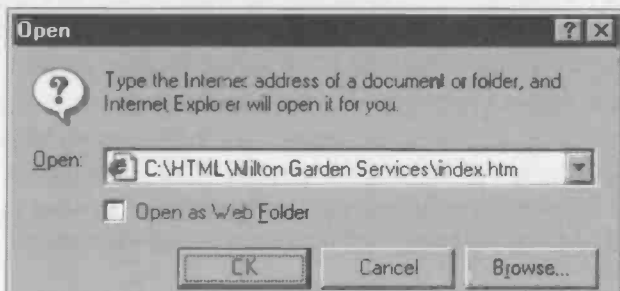 Open
Type the Internet address of a document or folder, and
Internet Explorer will open it for you.
Open: C:\HTML\Milton Garden Services\index.htm
Open as Web Folder
OK Cancel Browse...